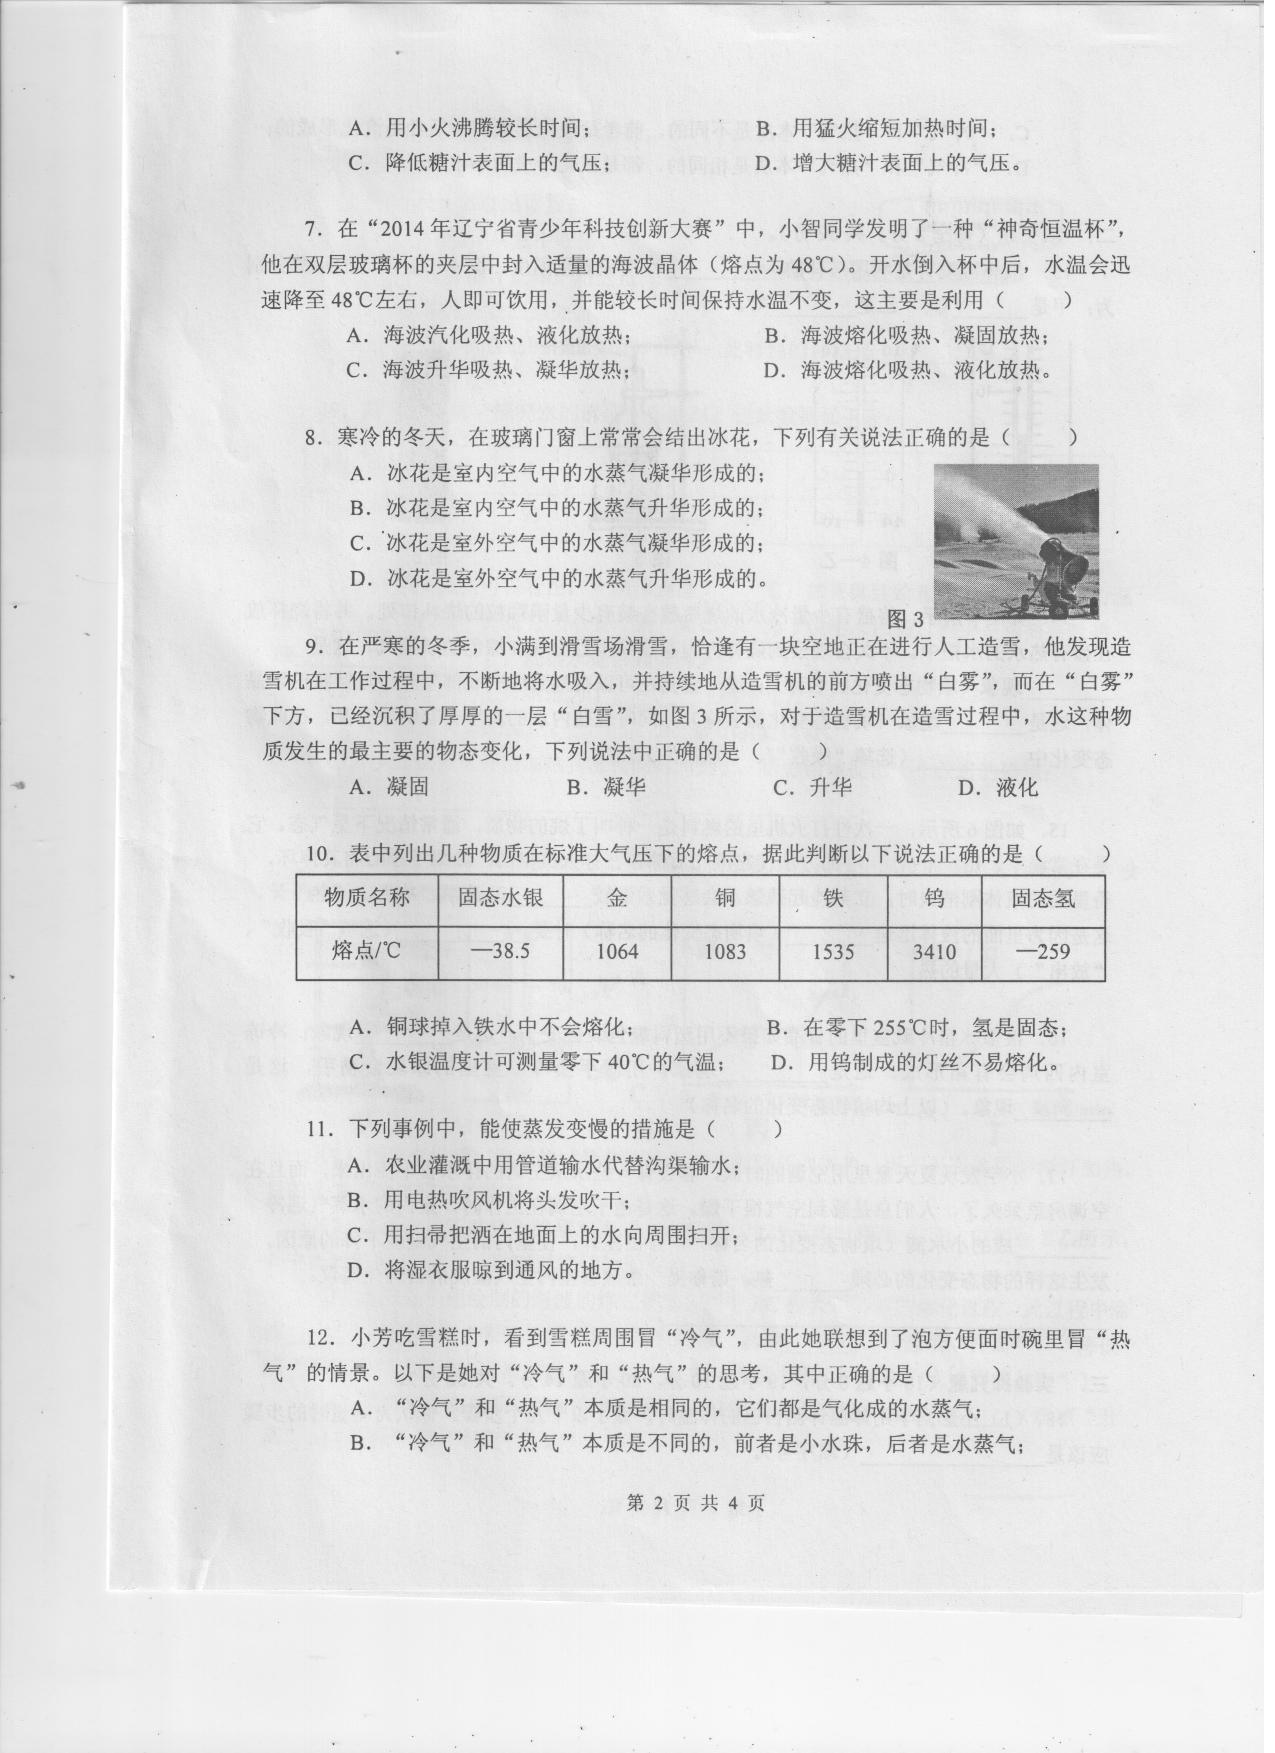 A．用小火沸腾较长时间； B．用猛火缩短加热时间；
C．降低糖汁表面上的气压； D．增大糖汁表面上的气压。
7．在“2014年辽宁省青少年科技创新大赛”中，小智同学发明了一种“神奇恒温杯”，
他在双层玻璃杯的夹层中封入适量的海波晶体（熔点为48℃）。开水倒入杯中后，水温会迅
速降至48℃左右，人即可饮用，并能较长时间保持水温不变，这主要是利用（ ）
A．海波汽化吸热、液化放热； B．海波熔化吸热、凝固放热；
C．海波升华吸热、凝华放热； D．海波熔化吸热、液化放热。
8．寒冷的冬天，在玻璃门窗上常常会结出冰花，下列有关说法正确的是（ ）
A．冰花是室内空气中的水蒸气凝华形成的；
B．冰花是室内空气中的水蒸气升华形成的；
C．冰花是室外空气中的水蒸气凝华形成的；
D．冰花是室外空气中的水蒸气升华形成的。
图3
9．在严寒的冬季，小满到滑雪场滑雪，恰逢有一块空地正在进行人工造雪，他发现造
雪机在工作过程中，不断地将水吸入，并持续地从造雪机的前方喷出“白雾”，而在“白雾”
下方，已经沉积了厚厚的一层“白雪”，如图3所示，对于造雪机在造雪过程中，水这种物
质发生的最主要的物态变化，下列说法中正确的是（ ）
A．凝固 B．凝华 C．升华 D．液化
10．表中列出几种物质在标准大气压下的熔点，据此判断以下说法正确的是（ ）
物质名称 固态水银 金 铜 铁 钨 固态氢
熔点/℃ —38.5 1064 1083 1535 3410 —259
A．铜球掉入铁水中不会熔化； B．在零下255℃时，氢是固态；
C．水银温度计可测量零下40℃的气温； D．用钨制成的灯丝不易熔化。
11．下列事例中，能使蒸发变慢的措施是（ ）
A．农业灌溉中用管道输水代替沟渠输水；
B．用电热吹风机将头发吹干；
C．用扫帚把洒在地面上的水向周围扫开；
D．将湿衣服晾到通风的地方。
12．小芳吃雪糕时，看到雪糕周围冒“冷气”，由此她联想到了泡方便面时碗里冒“热
气”的情景。以下是她对“冷气”和“热气”的思考，其中正确的是（ ）
A．“冷气”和“热气”本质是相同的，它们都是气化成的水蒸气；
B．“冷气”和“热气”本质是不同的，前者是小水珠，后者是水蒸气；
第 2 页 共 4 页